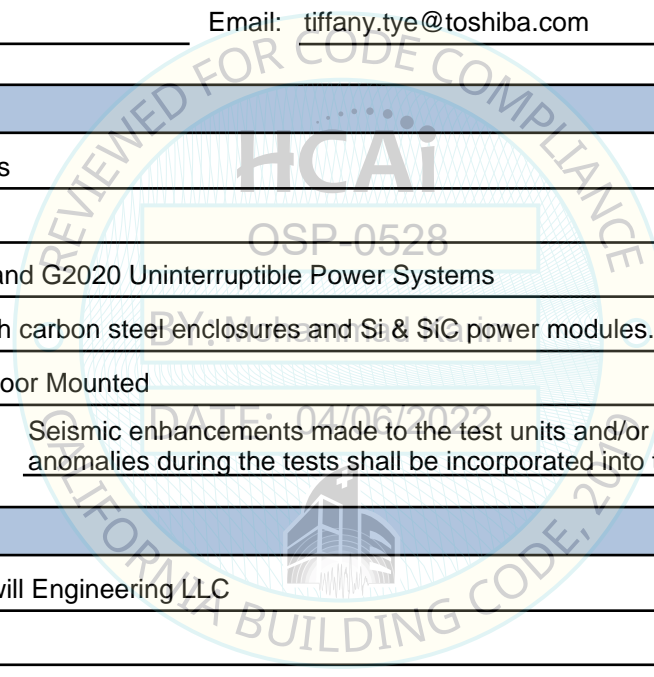 Email: tiffany.tye@toshiba.com
REVIEWED FOR CODE COMPLIANCE
HCAi
s
OSP-0528
and G2020 Uninterruptible Power Systems
h carbon steel enclosures and Si & SiC power modules.
BY: Mohammad Karim
oor Mounted
DATE: 04/06/2022
Seismic enhancements made to the test units and/or
anomalies during the tests shall be incorporated into t
will Engineering LLC
CALIFORNIA BUILDING CODE, 2019